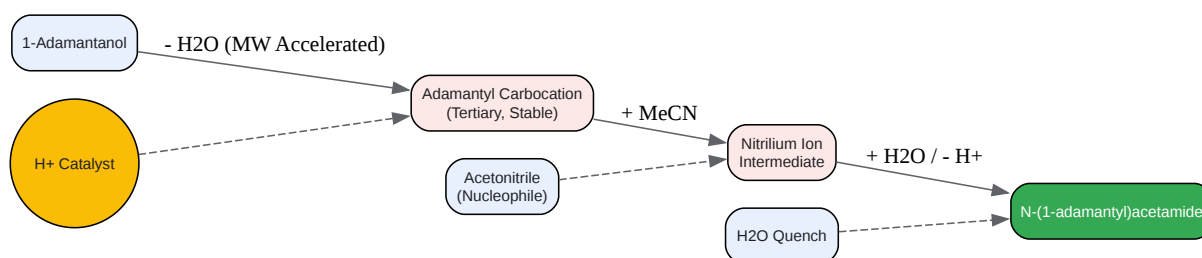 1-Adamantanol
- H2O (MW Accelerated)
H+ Catalyst
Adamantyl Carbocation
(Tertiary, Stable)
+ MeCN
Acetonitrile
(Nucleophile)
Nitrilium Ion
Intermediate
+ H2O / - H+
H2O Quench
N-(1-adamantyl)acetamide